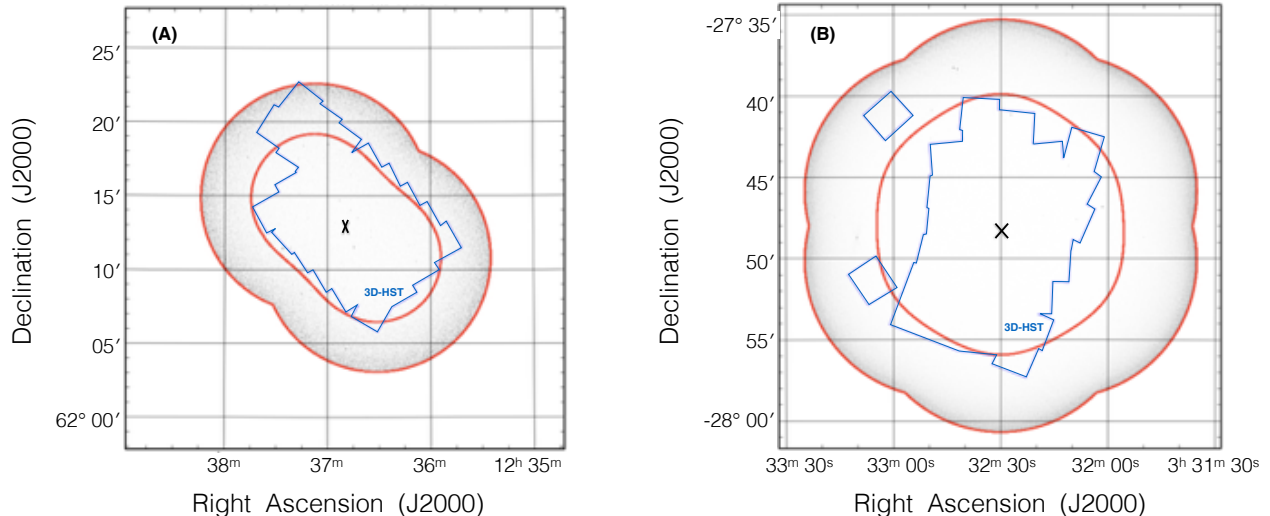 (A)
25′
20′
15′
10′
05′
62° 00′
Declination (J2000)
3D-HST
38ᵐ 37ᵐ 36ᵐ 12ʰ 35ᵐ
Right Ascension (J2000)
(B)
-27° 35′
40′
45′
50′
55′
-28° 00′
Declination (J2000)
3D-HST
33ᵐ 30ˢ 33ᵐ 00ˢ 32ᵐ 30ˢ 32ᵐ 00ˢ 3ʰ 31ᵐ 30ˢ
Right Ascension (J2000)